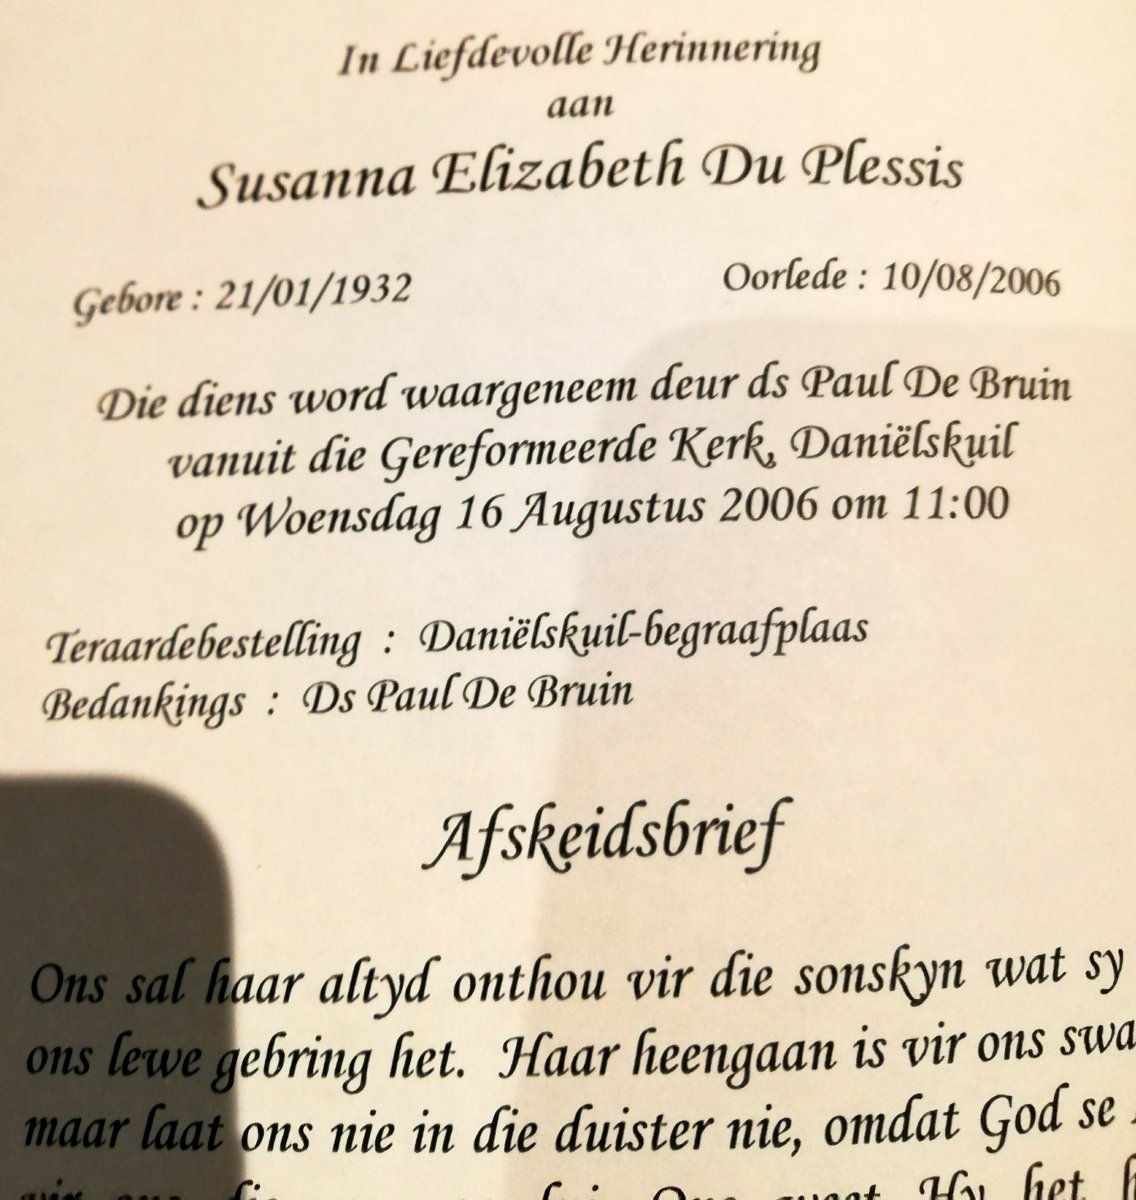 In Liefdevolle Herinnering
aan
Susanna Elizabeth Du Plessis
Gebore : 21/01/1932 Oorlede : 10/08/2006
Die diens word waargeneem deur ds Paul De Bruin
vanuit die Gereformeerde Kerk, Daniëlskuil
op Woensdag 16 Augustus 2006 om 11:00
Teraardebestelling : Daniëlskuil-begraafplaas
Bedankings : Ds Paul De Bruin
Afskeidsbrief
Ons sal haar altyd onthou vir die sonskyn wat sy
ons lewe gebring het. Haar heengaan is vir ons
maar laat ons nie in die duister nie, omdat God se
Hy het